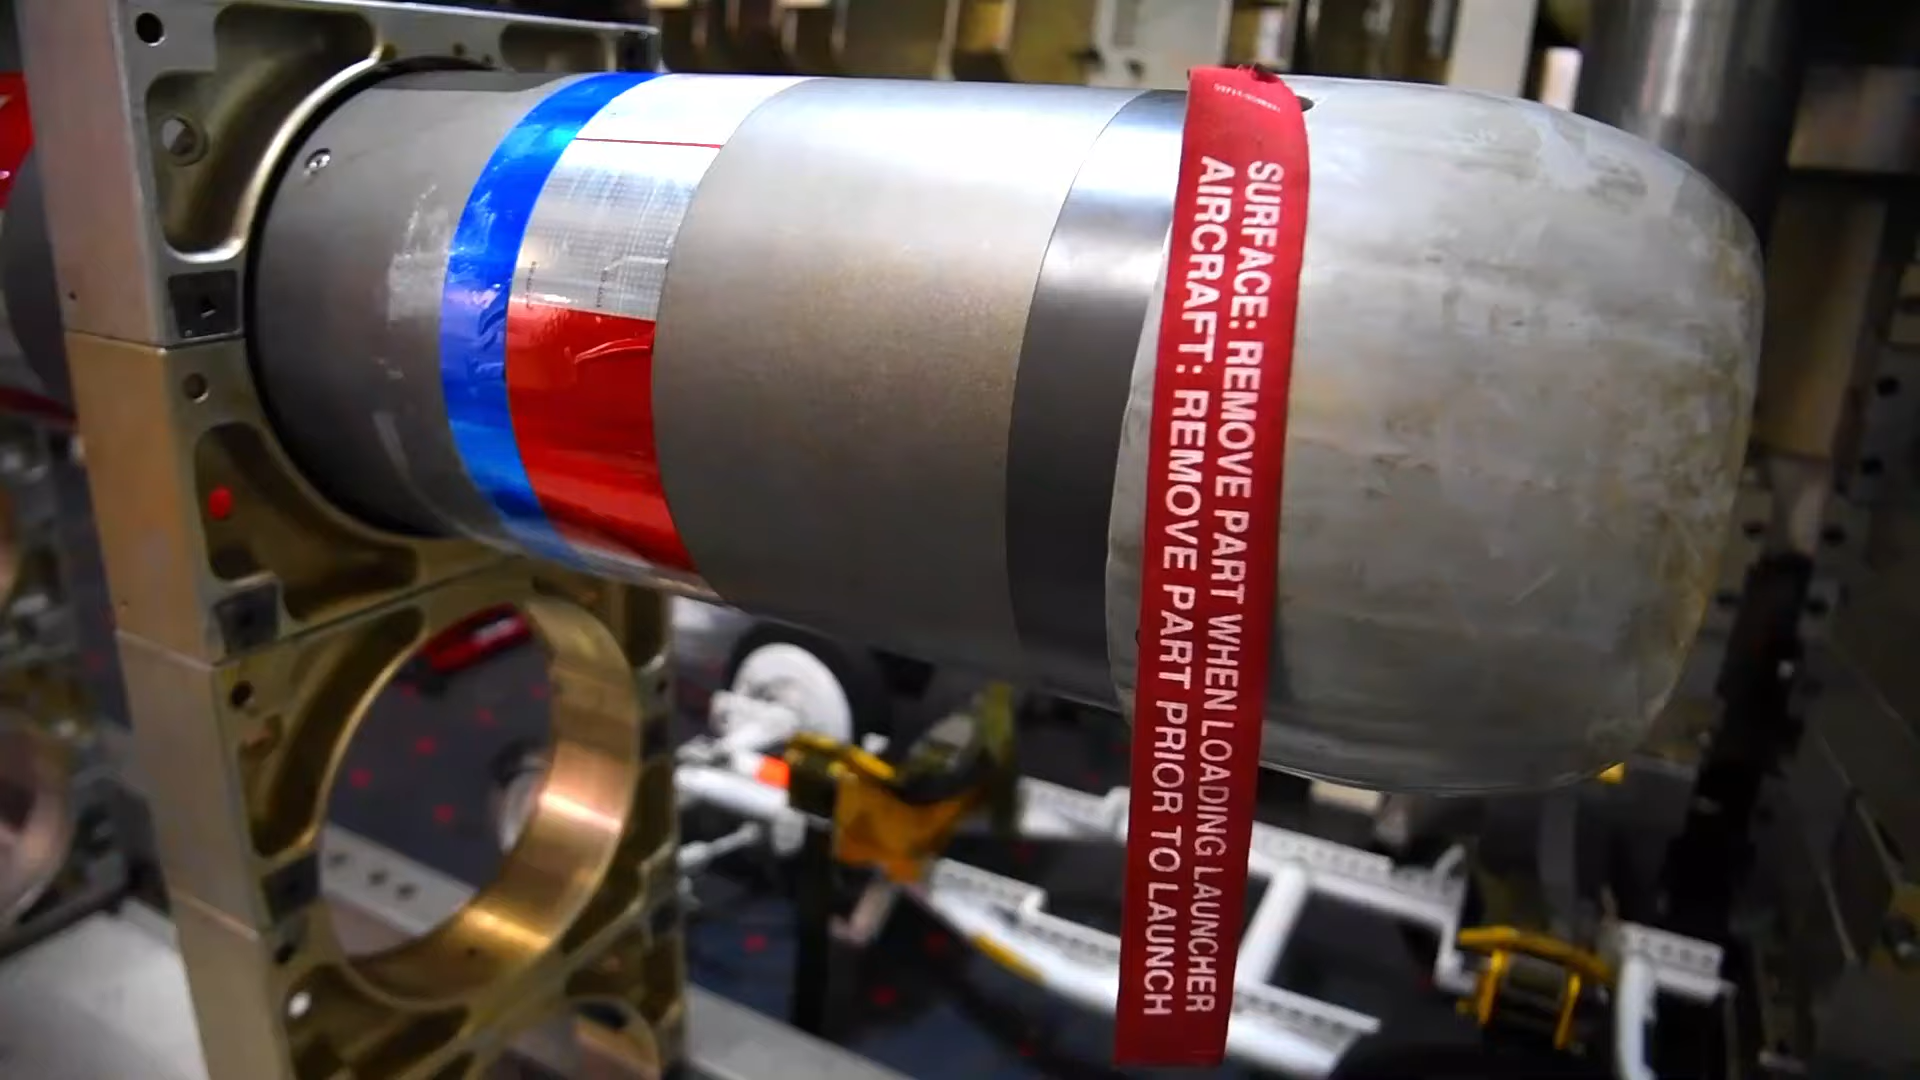 SURFACE: REMOVE PART WHEN LOADING LAUNCHER
AIRCRAFT: REMOVE PART PRIOR TO LAUNCH